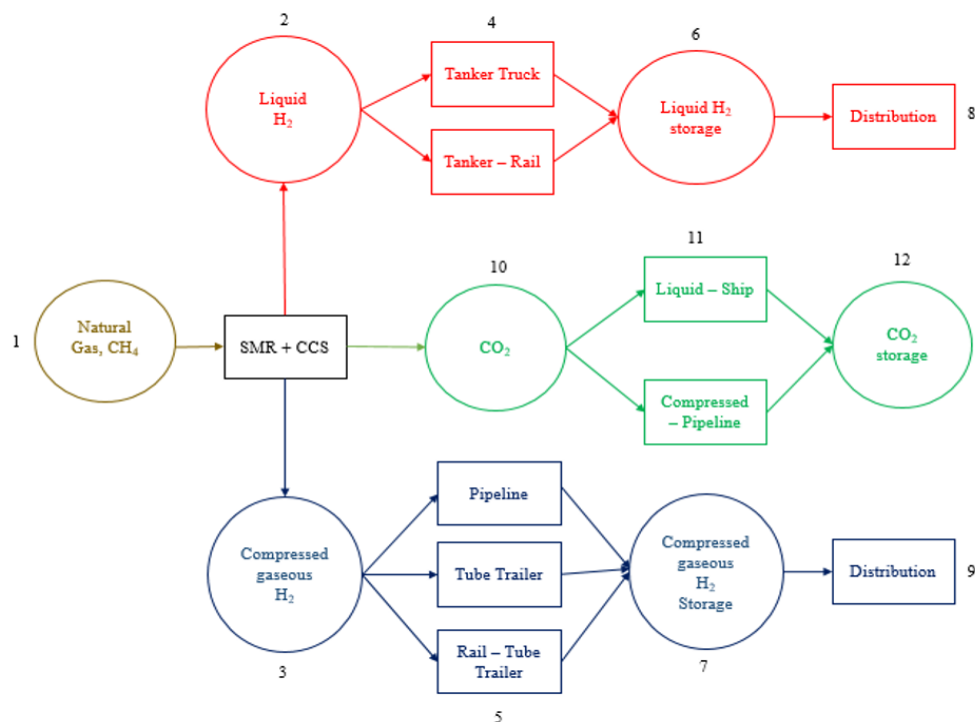 2
4
6
Liquid
H₂
Tanker Truck
Tanker – Rail
Liquid H₂
storage
Distribution
8
1
Natural
Gas, CH₄
SMR + CCS
10
CO₂
11
Liquid – Ship
Compressed
– Pipeline
12
CO₂
storage
Compressed
gaseous
H₂
3
Pipeline
Tube Trailer
Rail – Tube
Trailer
5
Compressed
gaseous
H₂
Storage
7
Distribution
9